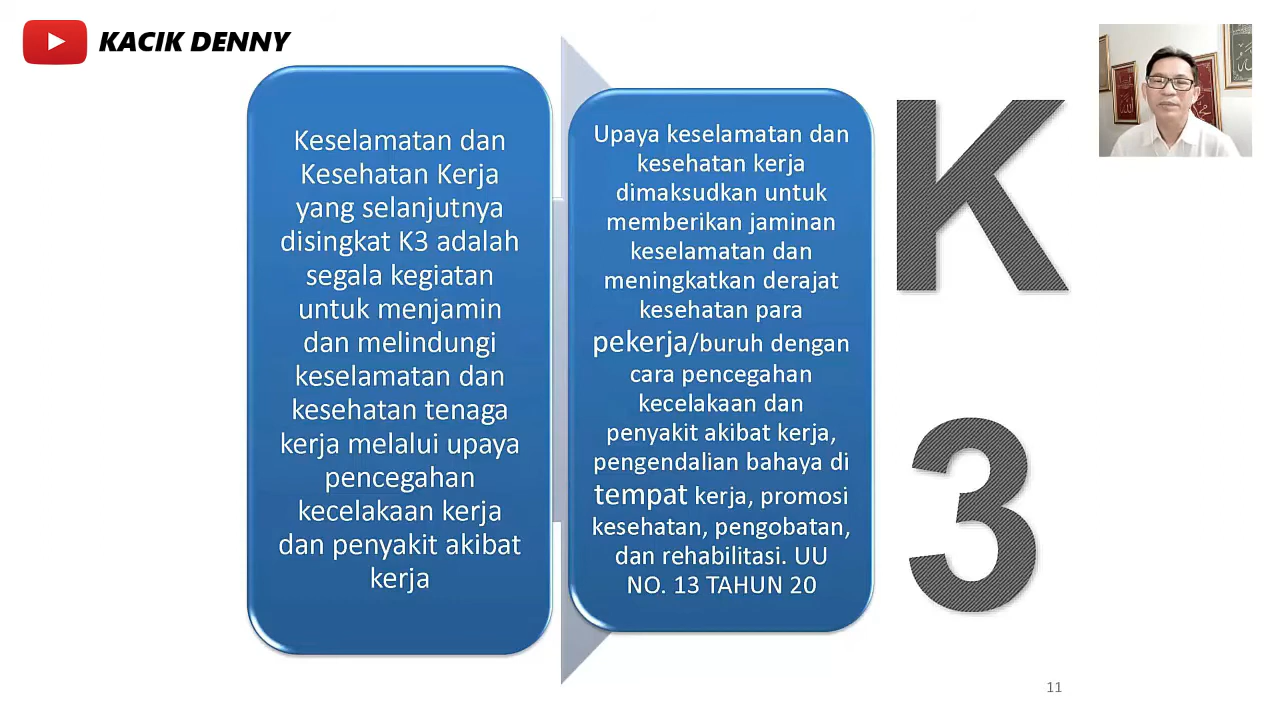 KACIK DENNY
Keselamatan dan
Kesehatan Kerja
yang selanjutnya
disingkat K3 adalah
segala kegiatan
untuk menjamin
dan melindungi
keselamatan dan
kesehatan tenaga
kerja melalui upaya
pencegahan
kecelakaan kerja
dan penyakit akibat
kerja
Upaya keselamatan dan
kesehatan kerja
dimaksudkan untuk
memberikan jaminan
keselamatan dan
meningkatkan derajat
kesehatan para
pekerja/buruh dengan
cara pencegahan
kecelakaan dan
penyakit akibat kerja,
pengendalian bahaya di
tempat kerja, promosi
kesehatan, pengobatan,
dan rehabilitasi. UU
NO. 13 TAHUN 20
K
3
11